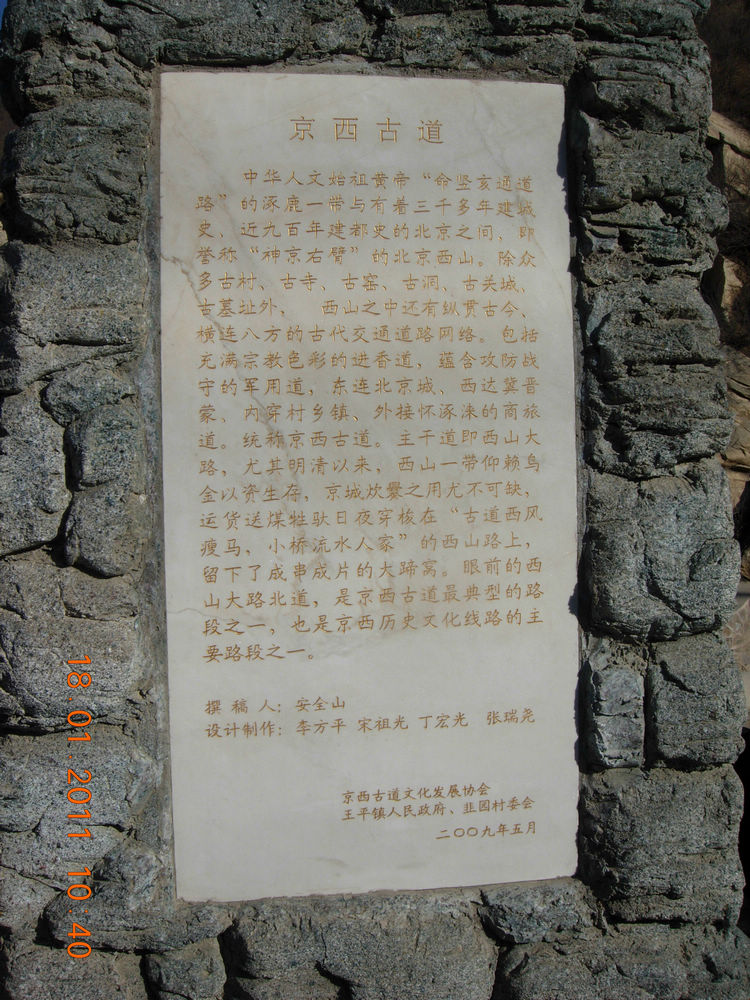 京西古道
中华人文始祖黄帝“命竖亥通道
路”的涿鹿一带与有着三千多年建城
史、近九百年建都史的北京之间，即
誉称“神京右臂”的北京西山。除众
多古村、古寺、古窑、古洞、古关城、
古墓址外， 西山之中还有纵贯古今、
横连八方的古代交通道路网络。包括
充满宗教色彩的进香道，蕴含攻防战
守的军用道，东连北京城、西达冀晋
蒙、内穿村乡镇、外接怀涿涞的商旅
道。统称京西古道。主干道即西山大
路，尤其明清以来，西山一带仰赖乌
金以资生存，京城炊爨之用尤不可缺，
运货送煤牲驮日夜穿梭在“古道西风
瘦马，小桥流水人家”的西山路上，
留下了成串成片的大蹄窝。眼前的西
山大路北道，是京西古道最典型的路
段之一，也是京西历史文化线路的主
要路段之一。
撰稿人：安全山
设计制作：李方平 宋祖光 丁宏光 张瑞尧
京西古道文化发展协会
王平镇人民政府、韭园村委会
二〇〇九年五月
18.01.2011 10:40